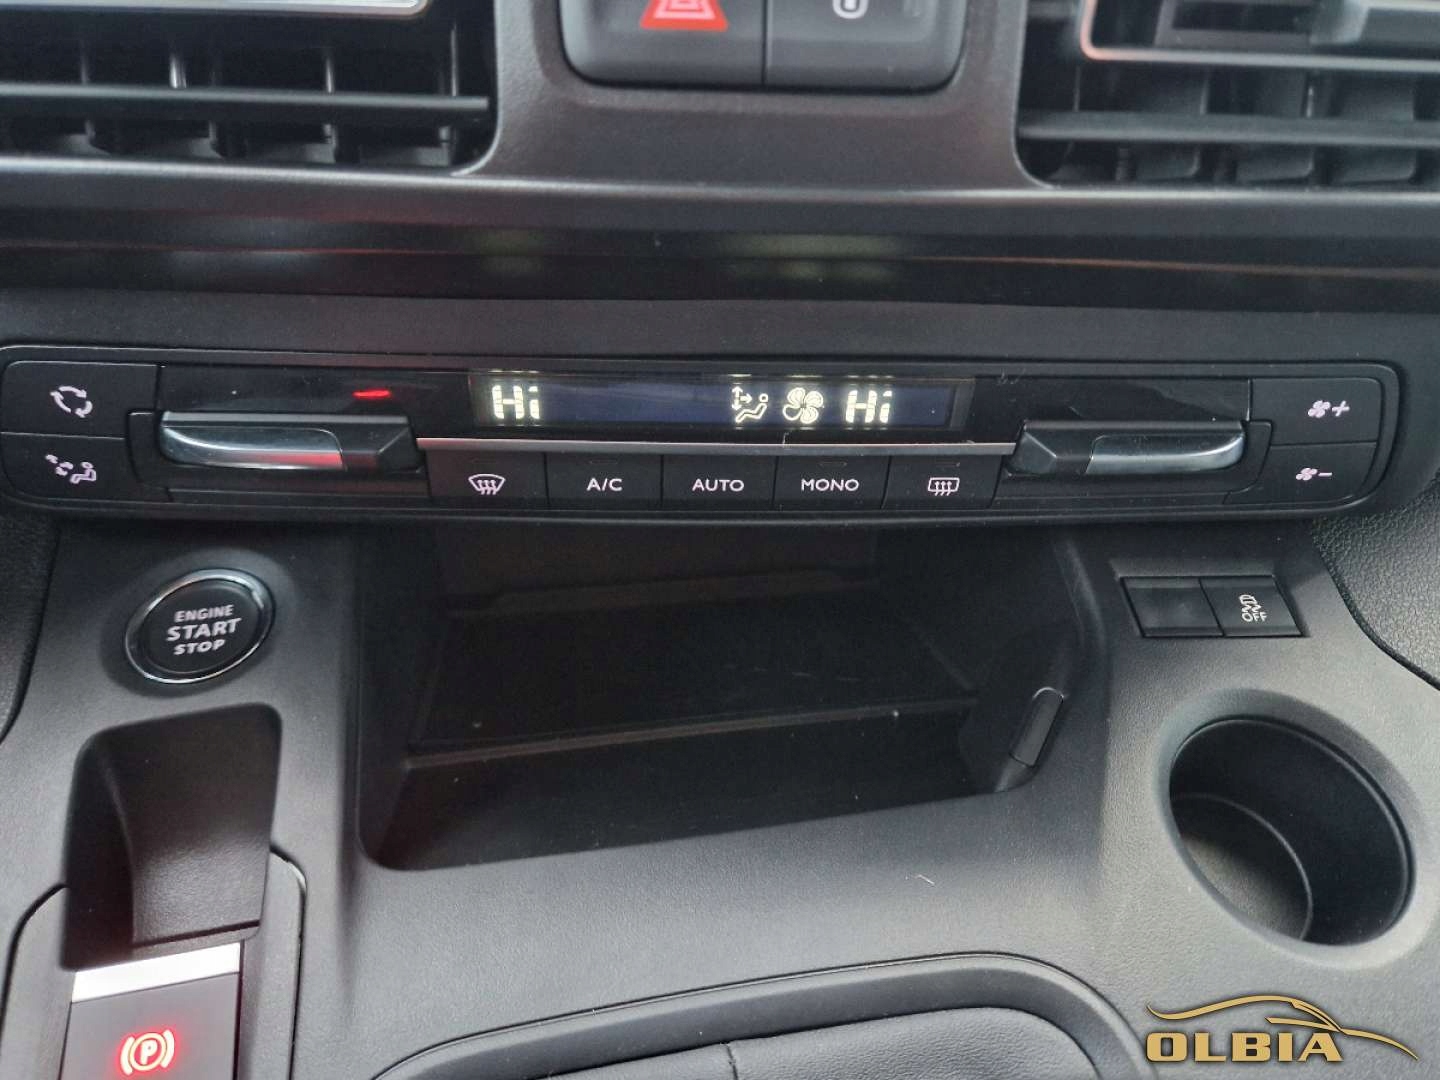 Hi Hi
A/C AUTO MONO
ENGINE
START
STOP
OFF
P
OLBIA